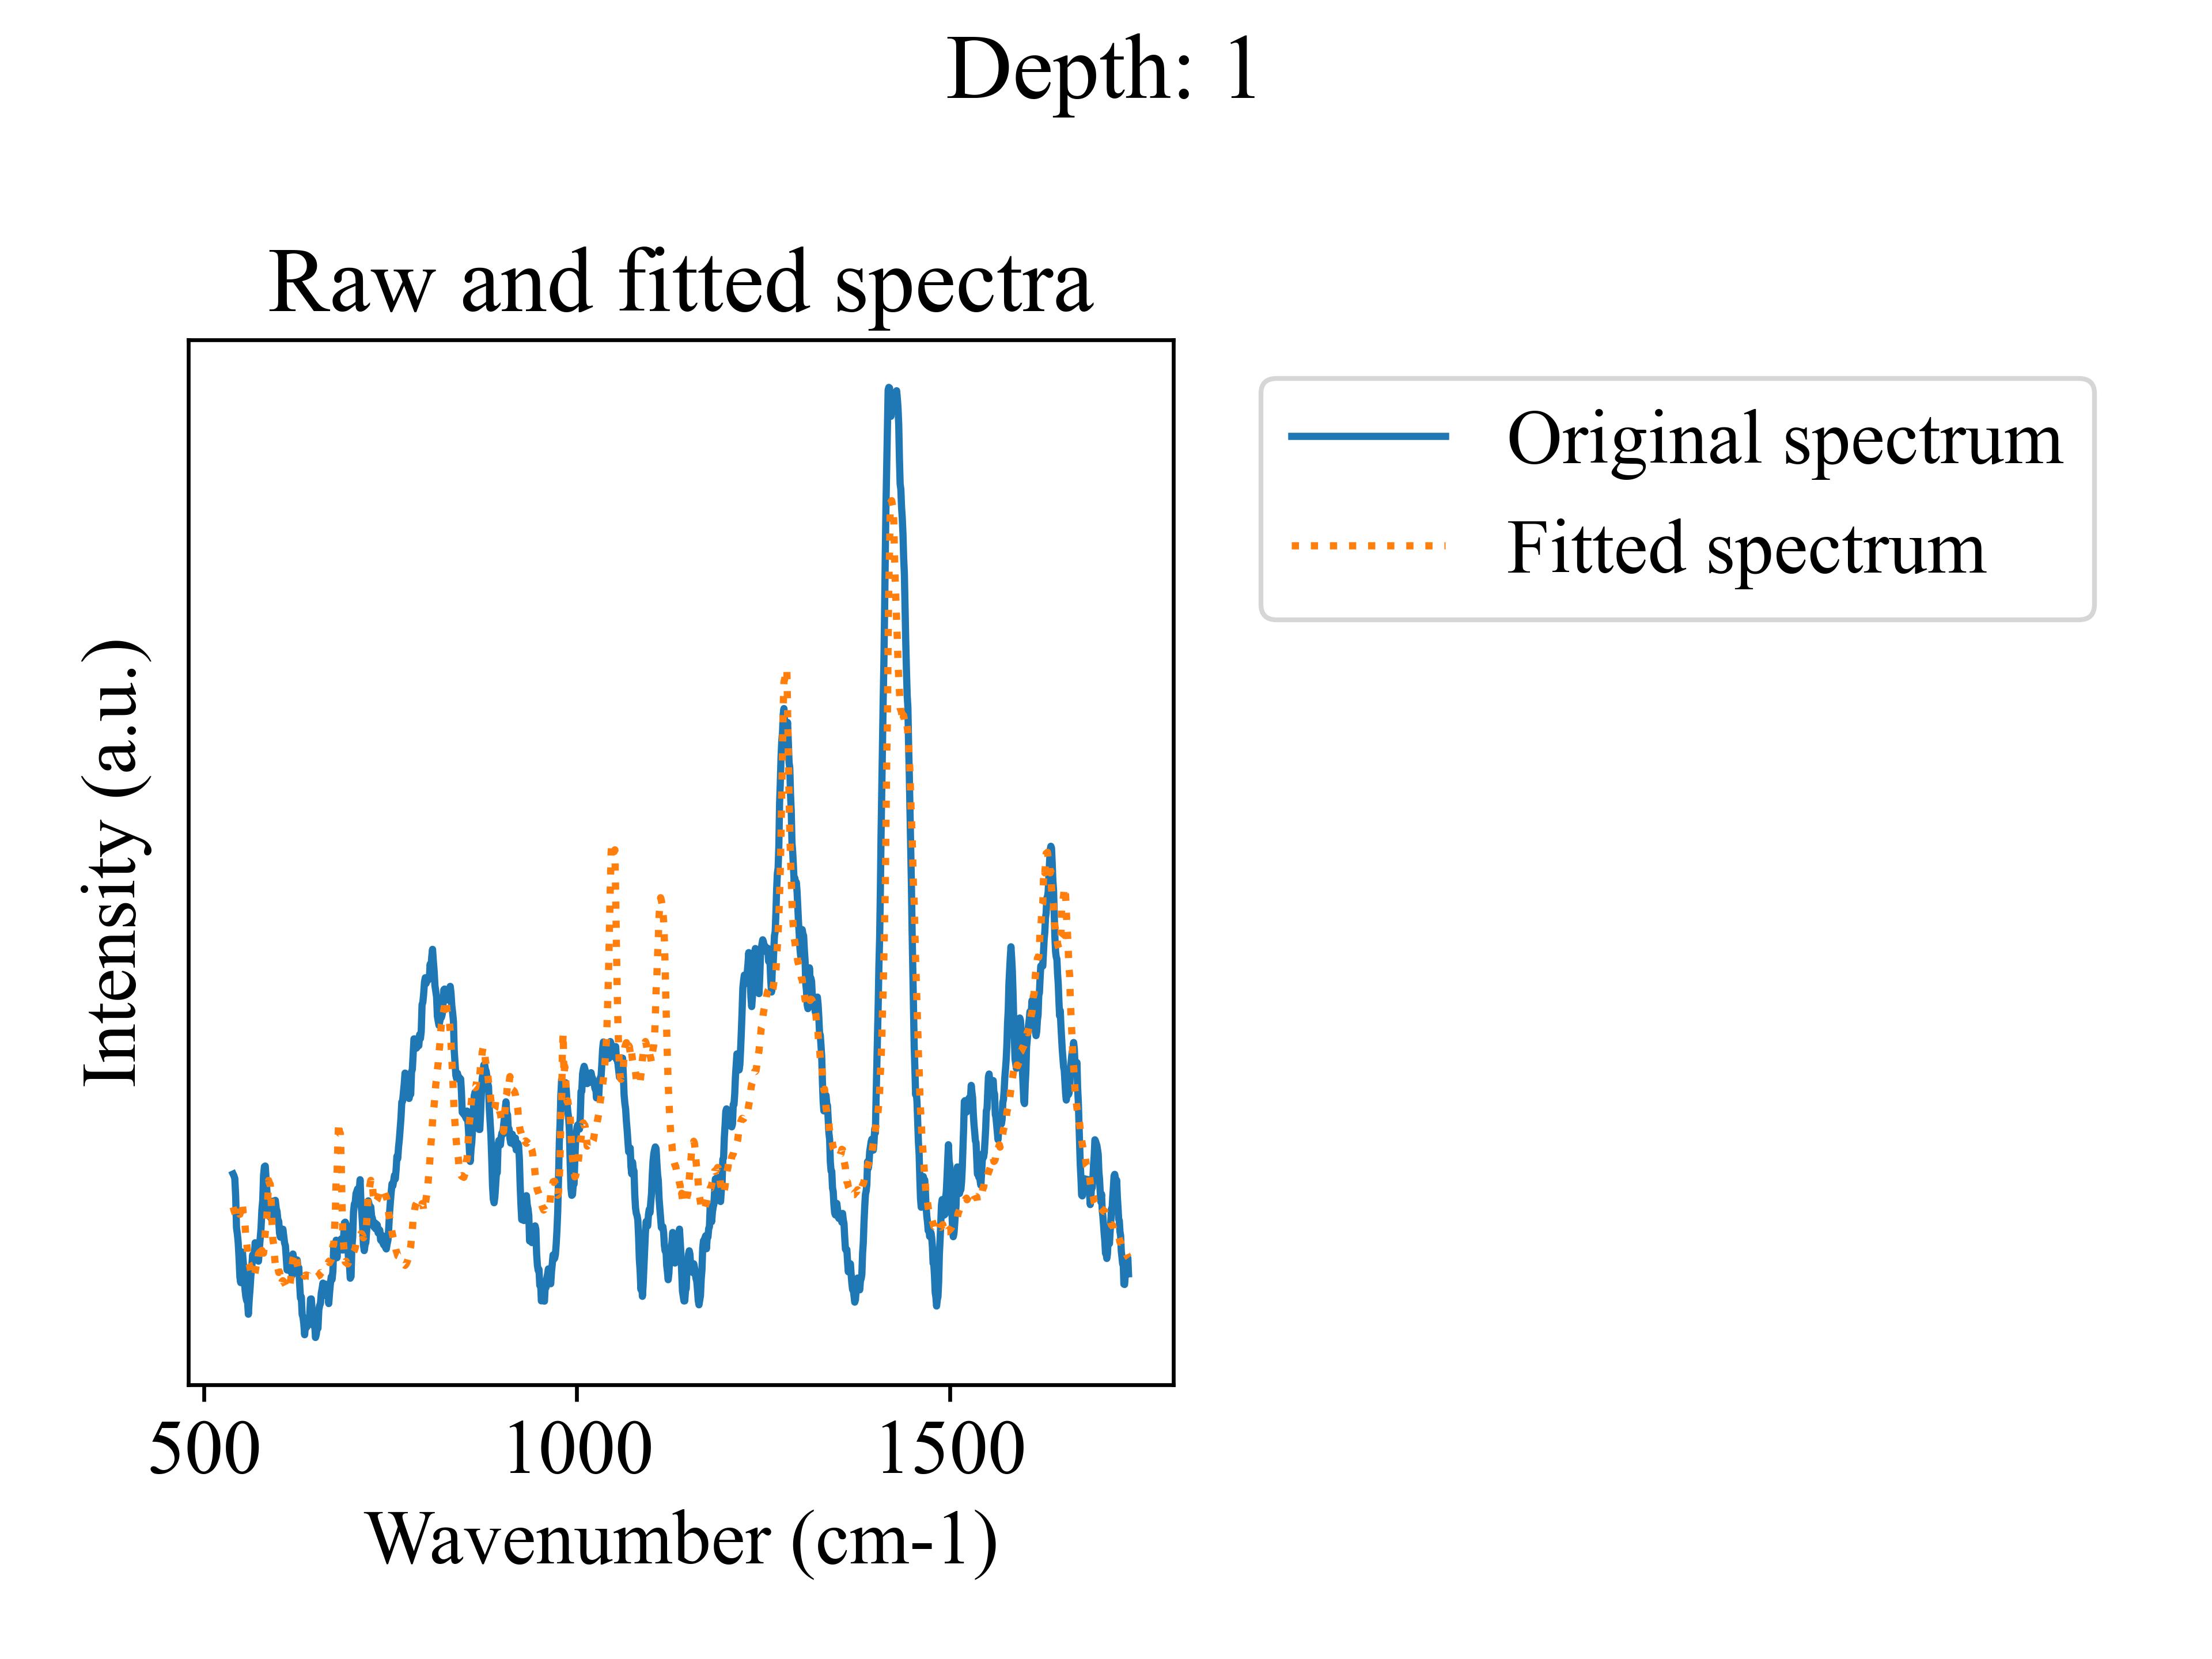 Depth: 1
Raw and fitted spectra
Original spectrum
Fitted spectrum
Intensity (a.u.)
500 1000 1500
Wavenumber (cm-1)